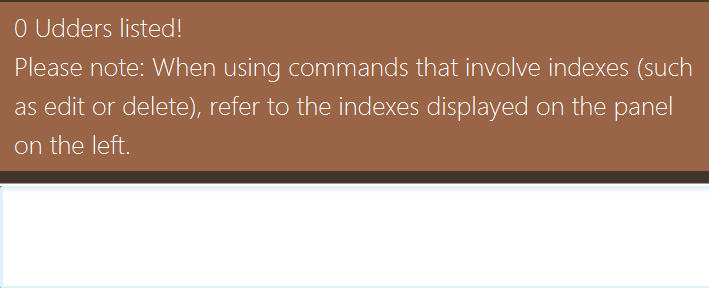 0 Udders listed!
Please note: When using commands that involve indexes (such
as edit or delete), refer to the indexes displayed on the panel
on the left.